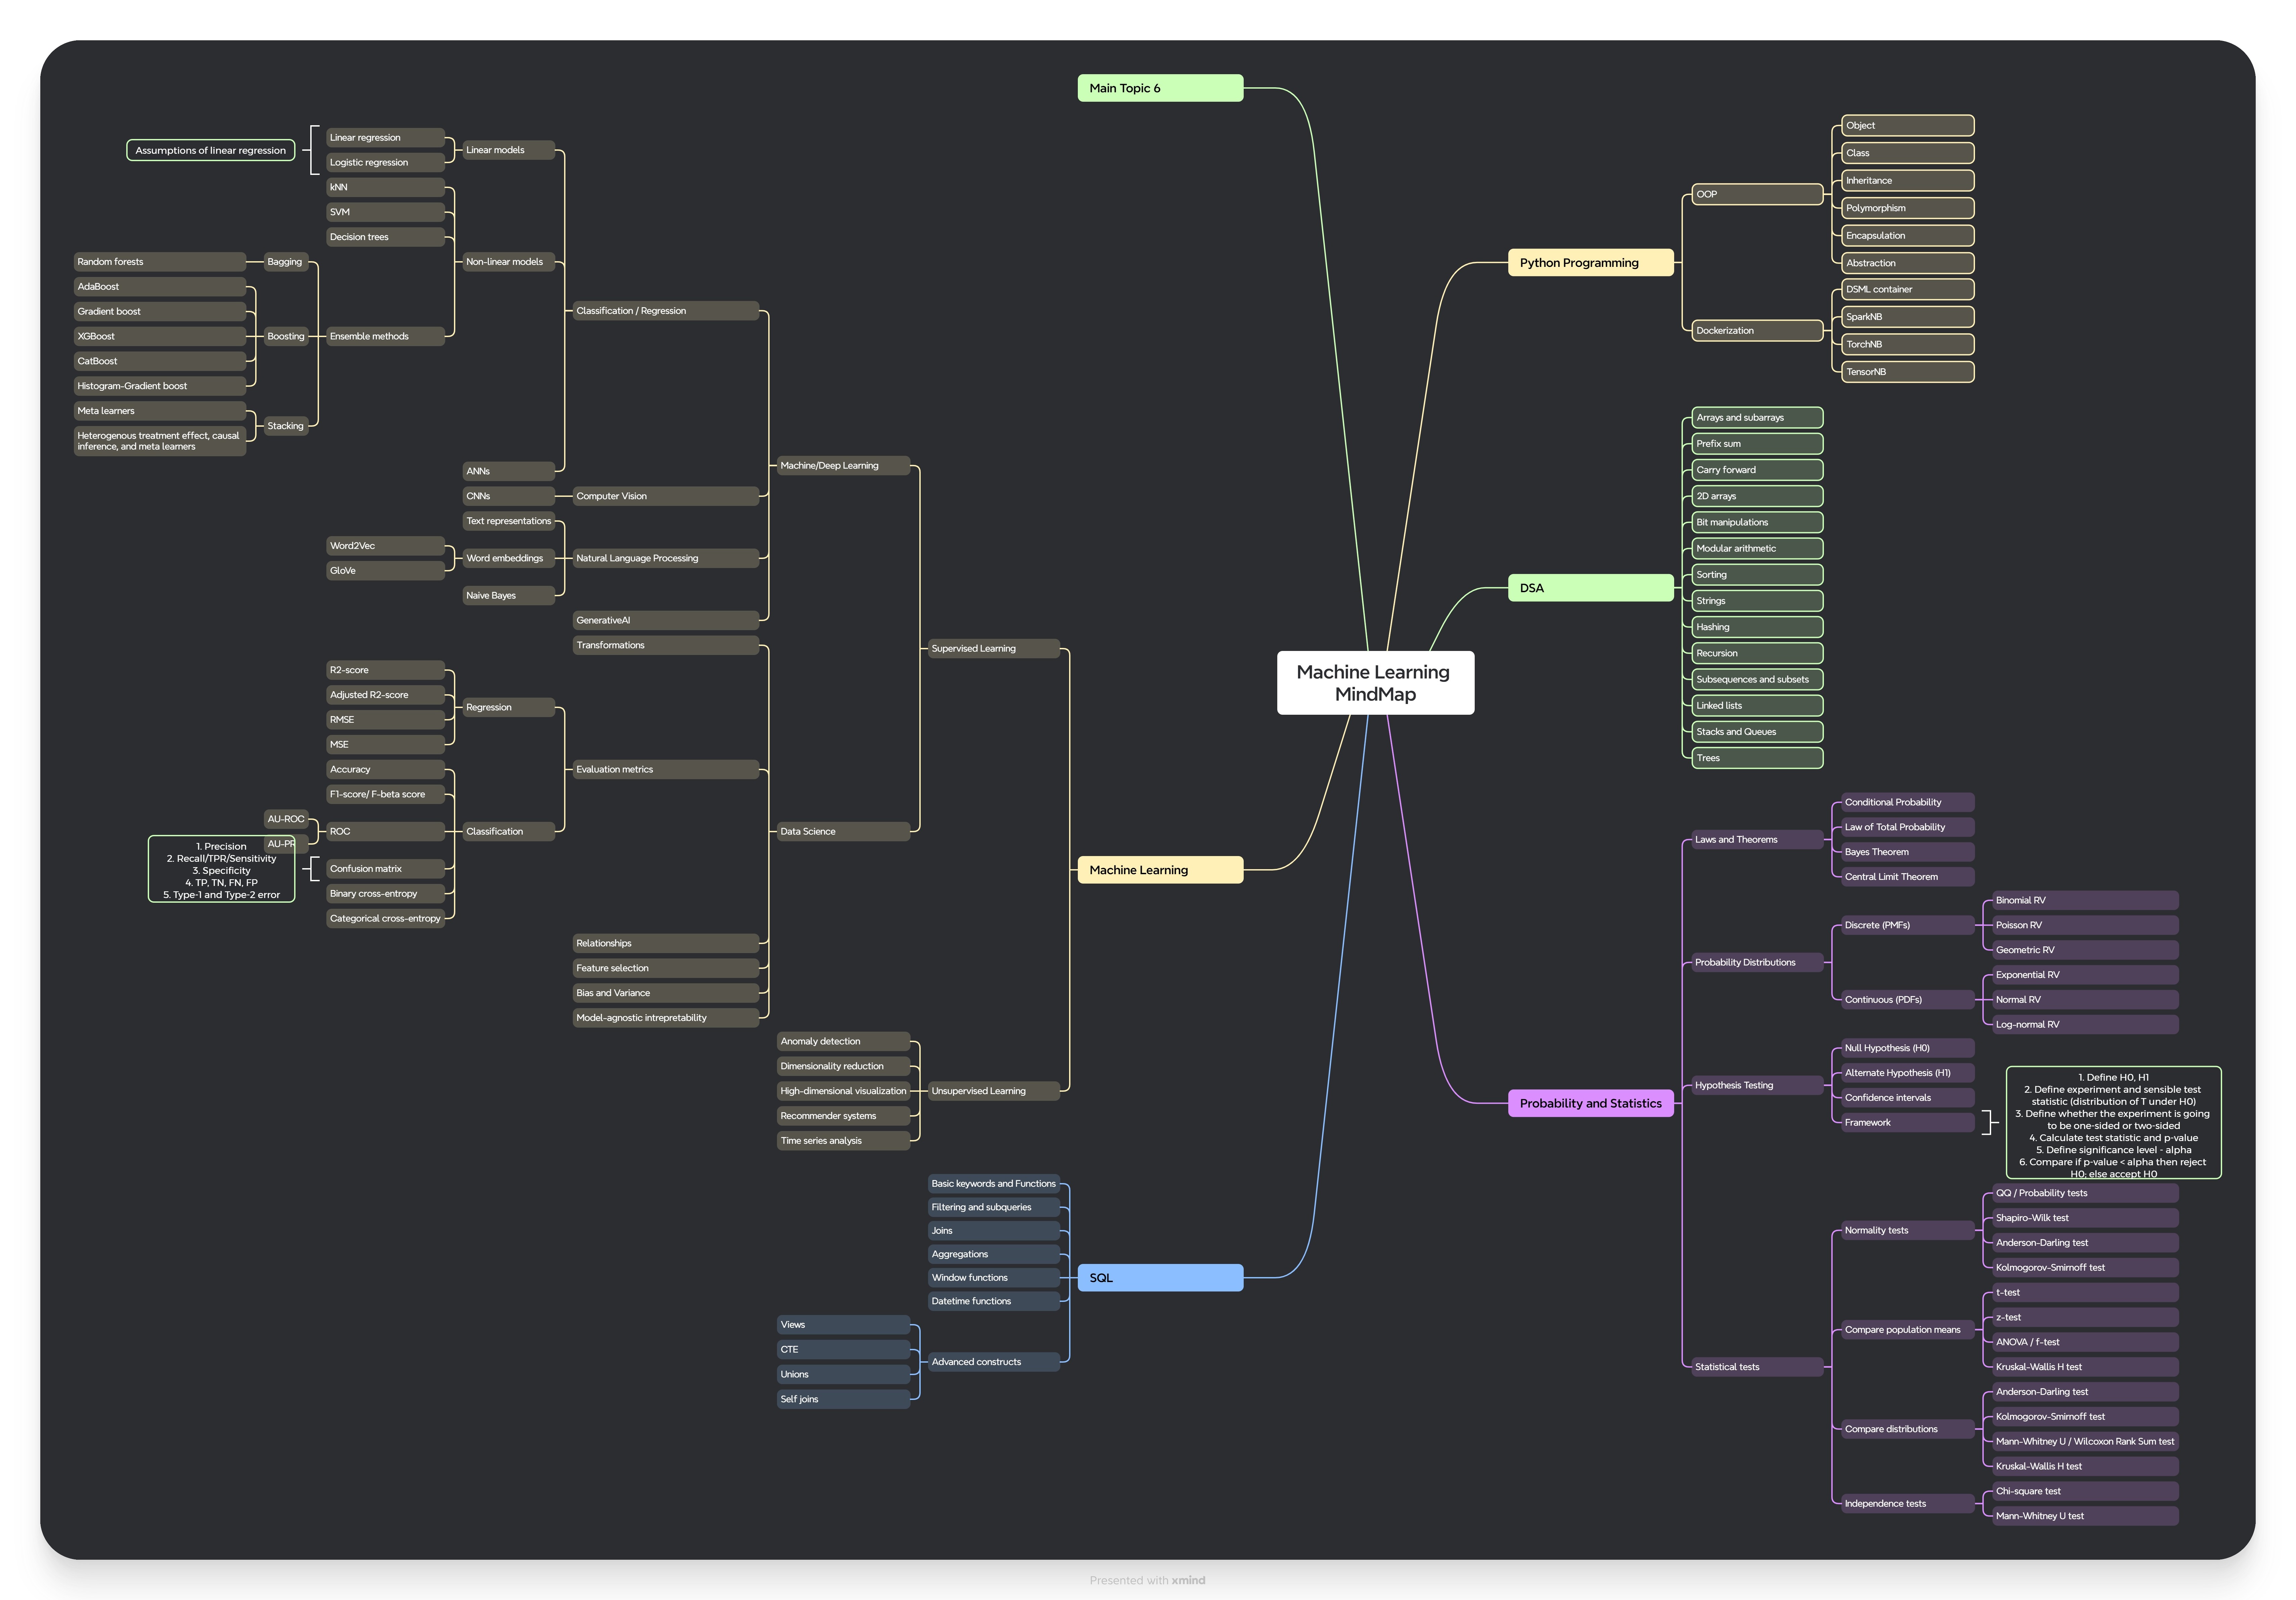 Main Topic 6
Machine Learning
MindMap
Python Programming
OOP
Object
Class
Inheritance
Polymorphism
Encapsulation
Abstraction
Dockerization
DSML container
SparkNB
TorchNB
TensorNB
DSA
Arrays and subarrays
Prefix sum
Carry forward
2D arrays
Bit manipulations
Modular arithmetic
Sorting
Strings
Hashing
Recursion
Subsequences and subsets
Linked lists
Stacks and Queues
Trees
Probability and Statistics
Laws and Theorems
Conditional Probability
Law of Total Probability
Bayes Theorem
Central Limit Theorem
Probability Distributions
Discrete (PMFs)
Binomial RV
Poisson RV
Geometric RV
Continuous (PDFs)
Exponential RV
Normal RV
Log-normal RV
Hypothesis Testing
Null Hypothesis (H0)
Alternate Hypothesis (H1)
Confidence intervals
Framework
1. Define H0, H1
2. Define experiment and sensible test
statistic (distribution of T under H0)
3. Define whether the experiment is going
to be one-sided or two-sided
4. Calculate test statistic and p-value
5. Define significance level - alpha
6. Compare if p-value < alpha then reject
H0; else accept H0
Statistical tests
Normality tests
QQ / Probability tests
Shapiro-Wilk test
Anderson-Darling test
Kolmogorov-Smirnoff test
Compare population means
t-test
z-test
ANOVA / f-test
Kruskal-Wallis H test
Compare distributions
Anderson-Darling test
Kolmogorov-Smirnoff test
Mann-Whitney U / Wilcoxon Rank Sum test
Kruskal-Wallis H test
Independence tests
Chi-square test
Mann-Whitney U test
Machine Learning
Supervised Learning
Machine/Deep Learning
Classification / Regression
Linear models
Linear regression
Logistic regression
Assumptions of linear regression
Non-linear models
kNN
SVM
Decision trees
Ensemble methods
Bagging
Random forests
Boosting
AdaBoost
Gradient boost
XGBoost
CatBoost
Histogram-Gradient boost
Stacking
Meta learners
Heterogenous treatment effect, causal
inference, and meta learners
ANNs
Computer Vision
CNNs
Natural Language Processing
Text representations
Word embeddings
Word2Vec
GloVe
Naive Bayes
GenerativeAI
Data Science
Transformations
Evaluation metrics
Regression
R2-score
Adjusted R2-score
RMSE
MSE
Classification
Accuracy
F1-score/ F-beta score
ROC
AU-ROC
AU-PR
Confusion matrix
1. Precision
2. Recall/TPR/Sensitivity
3. Specificity
4. TP, TN, FN, FP
5. Type-1 and Type-2 error
Binary cross-entropy
Categorical cross-entropy
Relationships
Feature selection
Bias and Variance
Model-agnostic intrepretability
Unsupervised Learning
Anomaly detection
Dimensionality reduction
High-dimensional visualization
Recommender systems
Time series analysis
SQL
Basic keywords and Functions
Filtering and subqueries
Joins
Aggregations
Window functions
Datetime functions
Advanced constructs
Views
CTE
Unions
Self joins
Presented with xmind